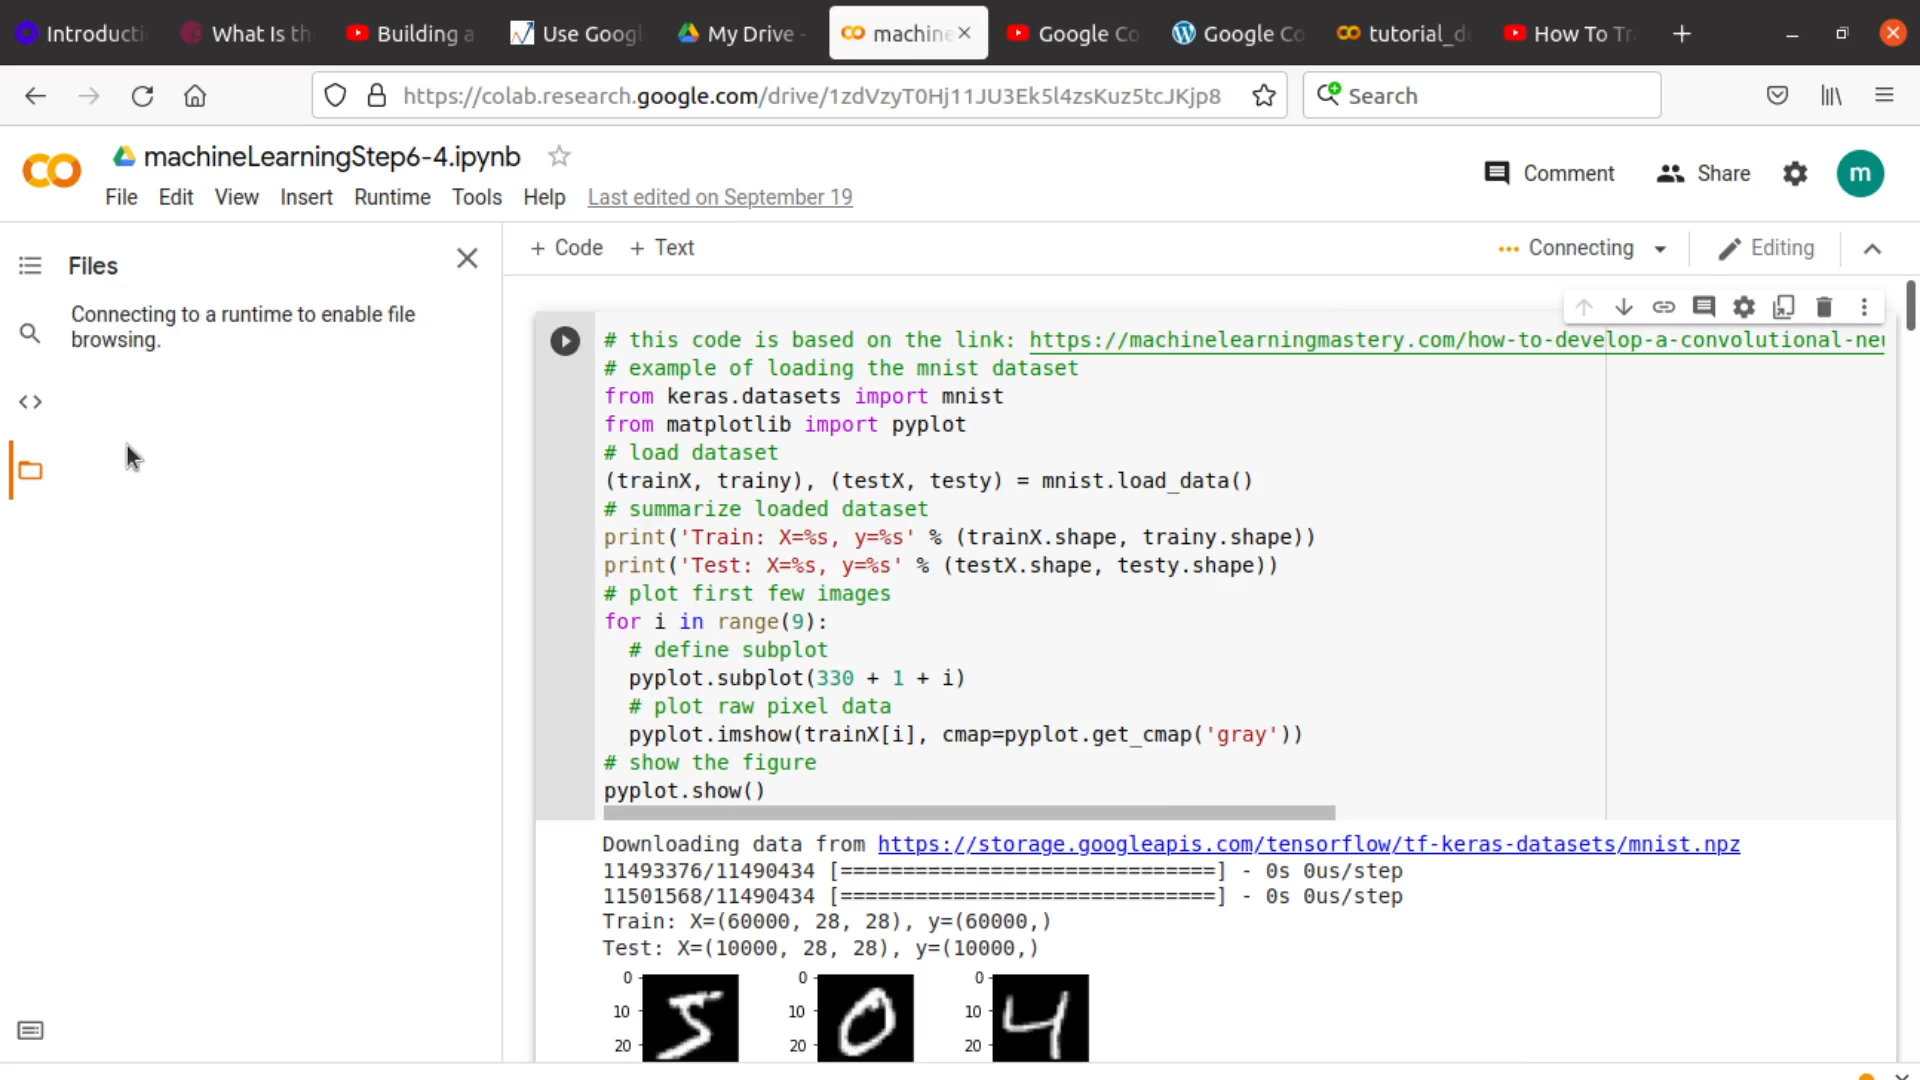 Introducti What Is th Building a Use Googl My Drive - machine Google Co Google Co tutorial_d How To Tr
https://colab.research.google.com/drive/1zdVzyT0Hj11JU3Ek5l4zsKuz5tcJKjp8 Search
machineLearningStep6-4.ipynb
Comment Share m
File Edit View Insert Runtime Tools Help Last edited on September 19
+ Code + Text Connecting Editing
Files
Connecting to a runtime to enable file
browsing.
# this code is based on the link: https://machinelearningmastery.com/how-to-develop-a-convolutional-neu
# example of loading the mnist dataset
from keras.datasets import mnist
from matplotlib import pyplot
# load dataset
(trainX, trainy), (testX, testy) = mnist.load_data()
# summarize loaded dataset
print('Train: X=%s, y=%s' % (trainX.shape, trainy.shape))
print('Test: X=%s, y=%s' % (testX.shape, testy.shape))
# plot first few images
for i in range(9):
  # define subplot
  pyplot.subplot(330 + 1 + i)
  # plot raw pixel data
  pyplot.imshow(trainX[i], cmap=pyplot.get_cmap('gray'))
# show the figure
pyplot.show()
Downloading data from https://storage.googleapis.com/tensorflow/tf-keras-datasets/mnist.npz
11493376/11490434 [==============================] - 0s 0us/step
11501568/11490434 [==============================] - 0s 0us/step
Train: X=(60000, 28, 28), y=(60000,)
Test: X=(10000, 28, 28), y=(10000,)
0 0 0
10 10 10
20 20 20
5 0 4